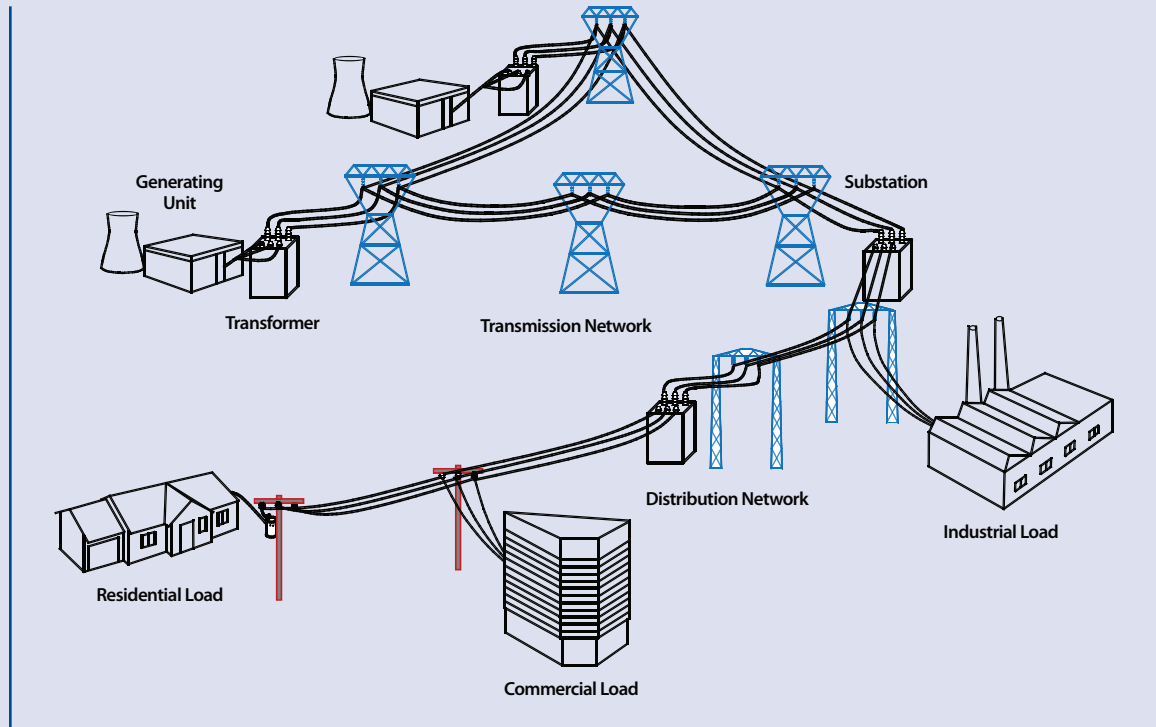 Generating
Unit
Substation
Transformer
Transmission Network
Distribution Network
Industrial Load
Residential Load
Commercial Load